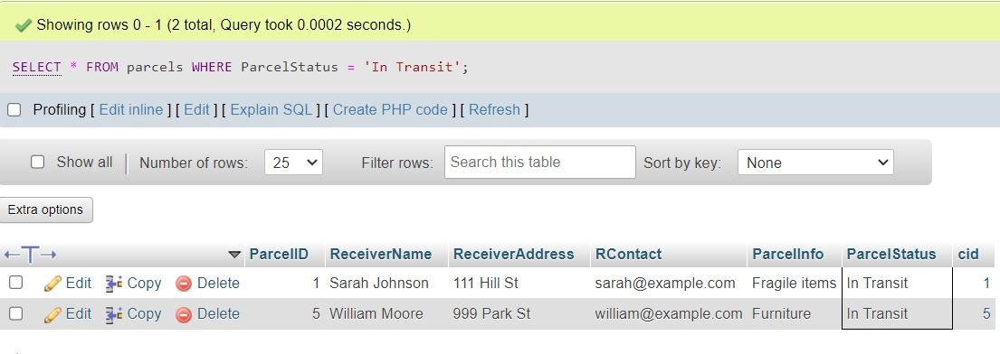 Showing rows 0 - 1 (2 total, Query took 0.0002 seconds.)
SELECT * FROM parcels WHERE ParcelStatus = 'In Transit';
Profiling [ Edit inline ] [ Edit ] [ Explain SQL ] [ Create PHP code ] [ Refresh ]
Show all Number of rows: 25 Filter rows: Search this table Sort by key: None
Extra options
←T→ ParcelID ReceiverName ReceiverAddress RContact ParcelInfo ParcelStatus cid
Edit Copy Delete 1 Sarah Johnson 111 Hill St sarah@example.com Fragile items In Transit 1
Edit Copy Delete 5 William Moore 999 Park St william@example.com Furniture In Transit 5